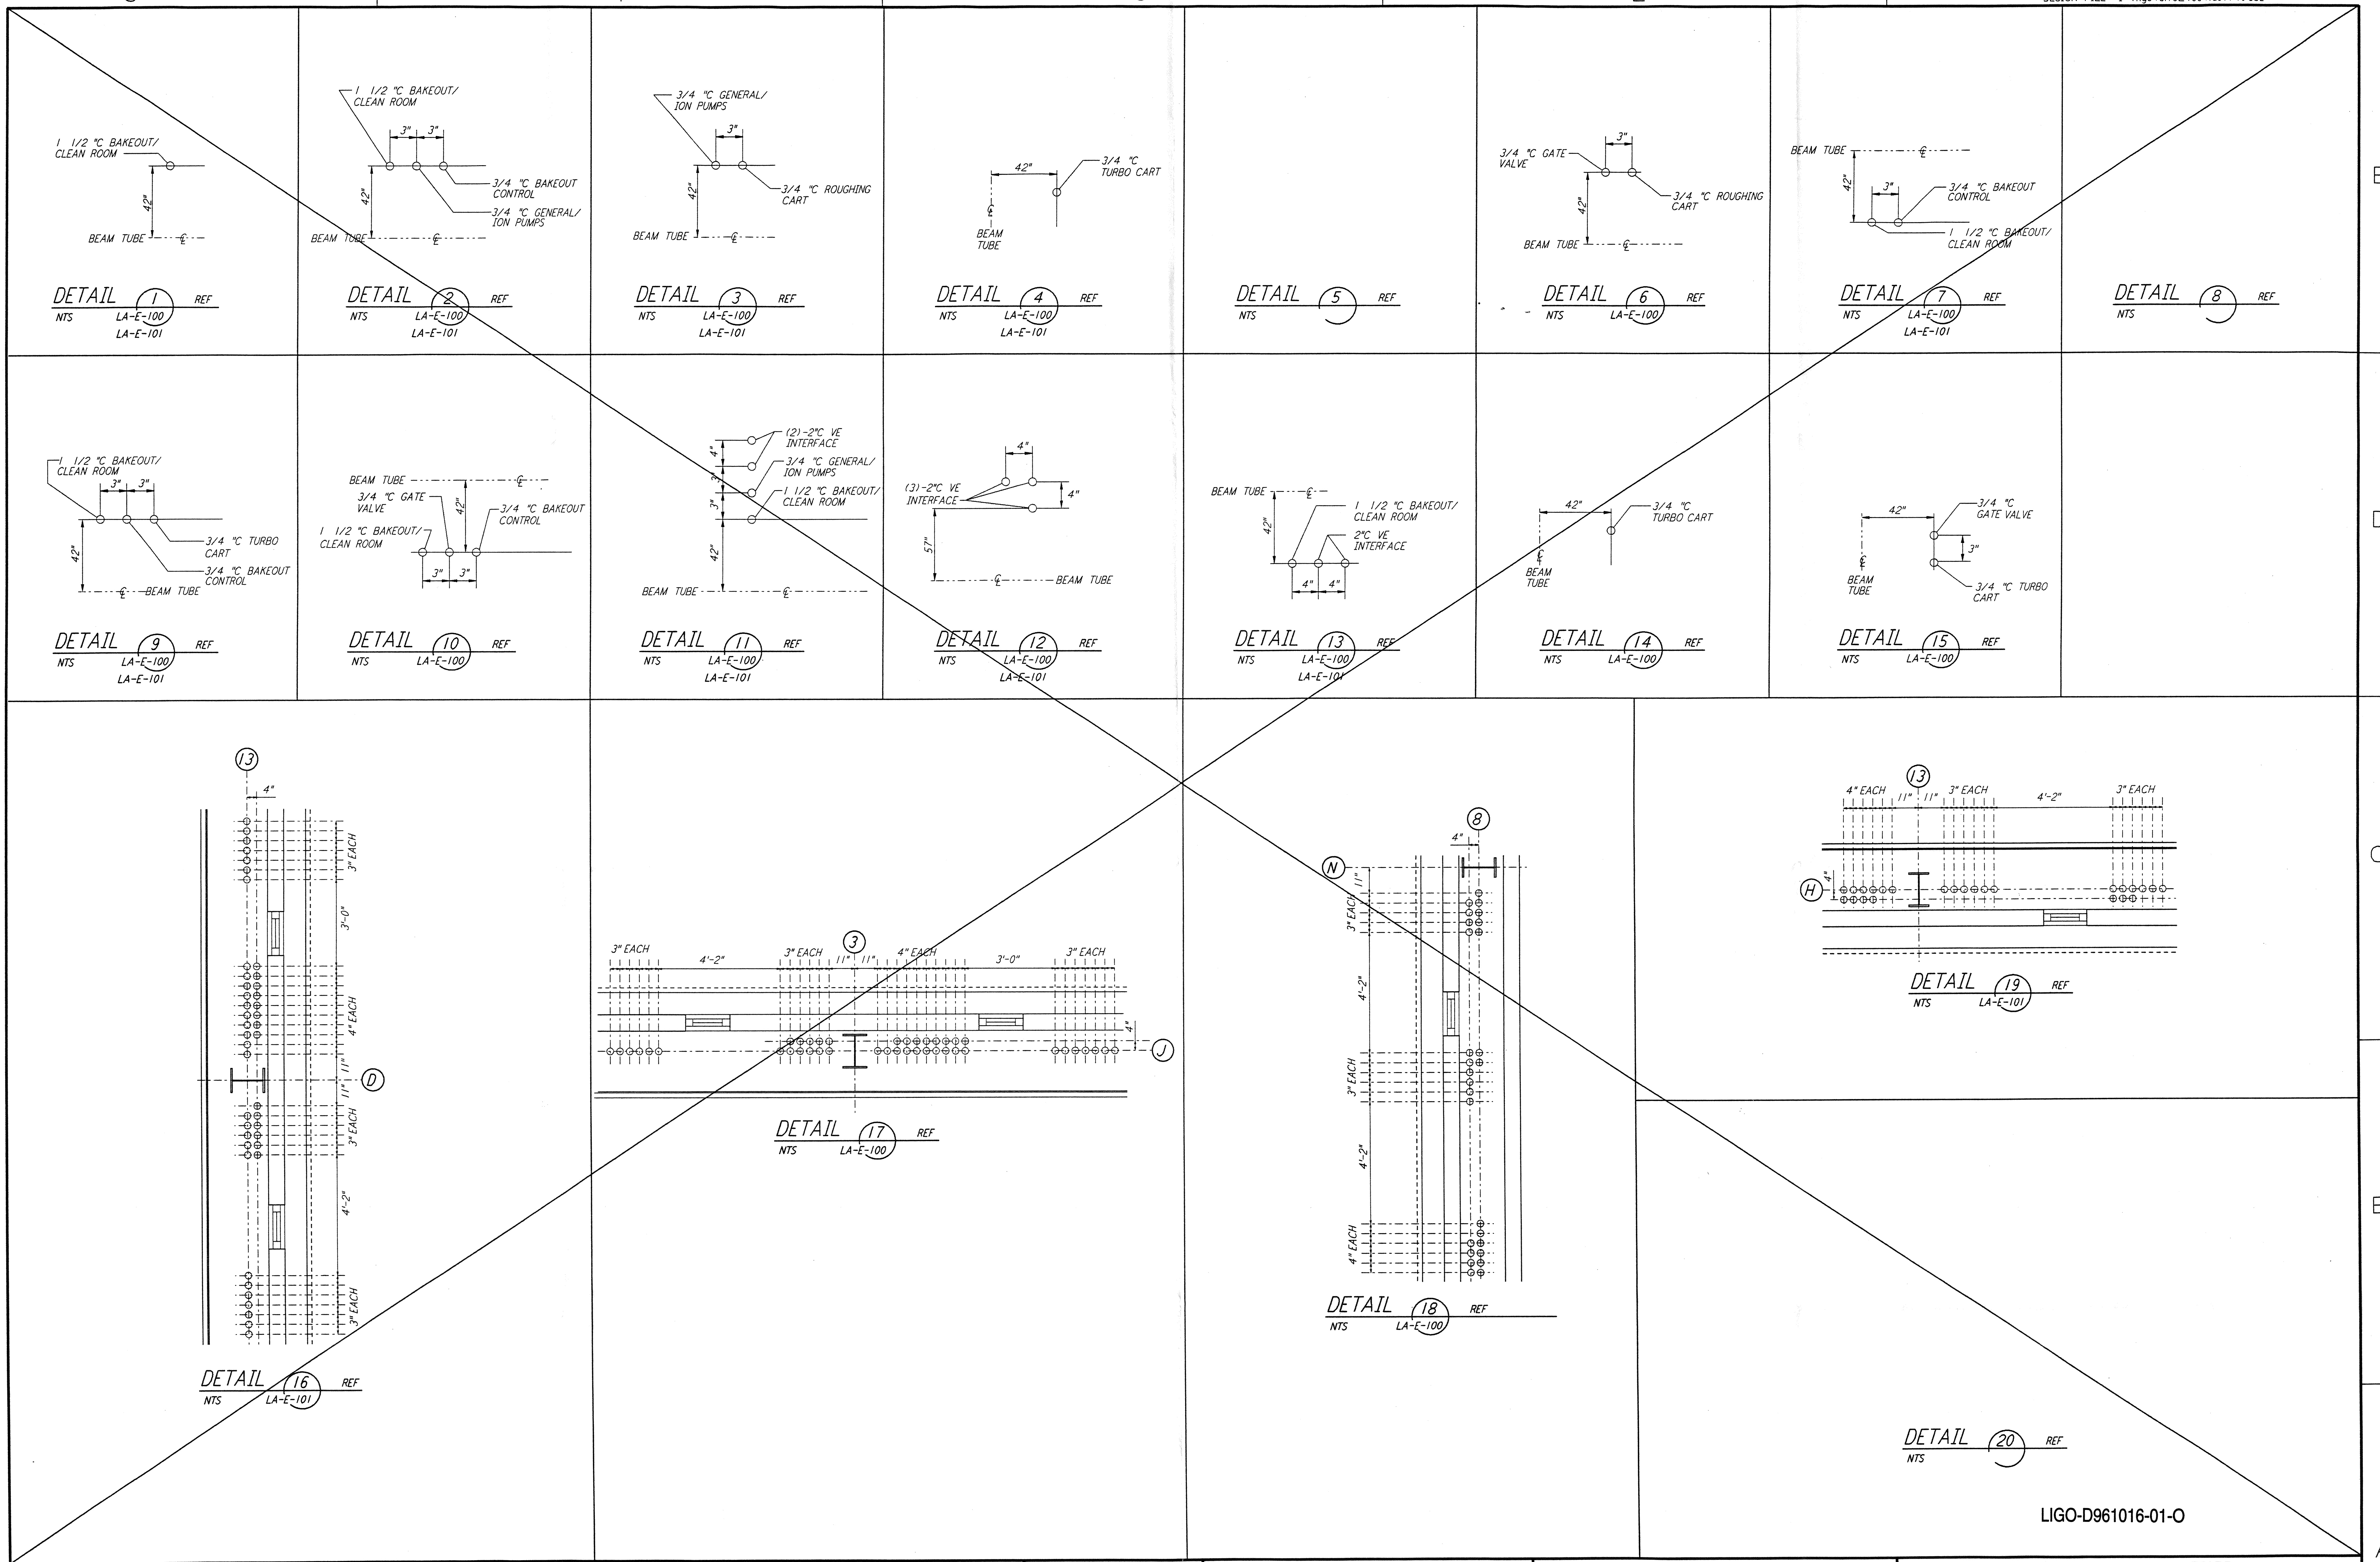 1 1/2 "C BAKEOUT/
CLEAN ROOM
42"
BEAM TUBE
DETAIL 1 REF
NTS LA-E-100
LA-E-101
1 1/2 "C BAKEOUT/
CLEAN ROOM
3" 3"
42"
3/4 "C BAKEOUT
CONTROL
3/4 "C GENERAL/
ION PUMPS
BEAM TUBE
DETAIL 2 REF
NTS LA-E-100
LA-E-101
3/4 "C GENERAL/
ION PUMPS
3"
42"
3/4 "C ROUGHING
CART
BEAM TUBE
DETAIL 3 REF
NTS LA-E-100
LA-E-101
42"
3/4 "C
TURBO CART
BEAM
TUBE
DETAIL 4 REF
NTS LA-E-100
LA-E-101
DETAIL 5 REF
NTS
3"
3/4 "C GATE
VALVE
42"
3/4 "C ROUGHING
CART
BEAM TUBE
DETAIL 6 REF
NTS LA-E-100
BEAM TUBE
42"
3"
3/4 "C BAKEOUT
CONTROL
1 1/2 "C BAKEOUT/
CLEAN ROOM
DETAIL 7 REF
NTS LA-E-100
LA-E-101
DETAIL 8 REF
NTS
1 1/2 "C BAKEOUT/
CLEAN ROOM
3" 3"
42"
3/4 "C TURBO
CART
3/4 "C BAKEOUT
CONTROL
BEAM TUBE
DETAIL 9 REF
NTS LA-E-100
LA-E-101
BEAM TUBE
3/4 "C GATE
VALVE
42"
3/4 "C BAKEOUT
CONTROL
1 1/2 "C BAKEOUT/
CLEAN ROOM
3" 3"
DETAIL 10 REF
NTS LA-E-100
(2)-2"C VE
INTERFACE
4"
3/4 "C GENERAL/
ION PUMPS
3"
1 1/2 "C BAKEOUT/
CLEAN ROOM
3"
42"
BEAM TUBE
DETAIL 11 REF
NTS LA-E-100
LA-E-101
4"
(3)-2"C VE
INTERFACE
4"
57"
BEAM TUBE
DETAIL 12 REF
NTS LA-E-100
LA-E-101
BEAM TUBE
42"
1 1/2 "C BAKEOUT/
CLEAN ROOM
2"C VE
INTERFACE
4" 4"
DETAIL 13 REF
NTS LA-E-100
LA-E-101
42"
3/4 "C
TURBO CART
BEAM
TUBE
DETAIL 14 REF
NTS LA-E-100
42"
3/4 "C
GATE VALVE
3"
BEAM
TUBE
3/4 "C TURBO
CART
DETAIL 15 REF
NTS LA-E-100
13
4"
3" EACH
3'-0"
4" EACH
11"
D
11"
3" EACH
4'-2"
3" EACH
DETAIL 16 REF
NTS LA-E-101
3
3" EACH 4'-2" 3" EACH 11" 11" 4" EACH 3'-0" 3" EACH
4"
J
DETAIL 17 REF
NTS LA-E-100
8
4"
N
11"
3" EACH
4'-2"
3" EACH
4'-2"
4" EACH
DETAIL 18 REF
NTS LA-E-100
13
4" EACH 11" 11" 3" EACH 4'-2" 3" EACH
4"
H
DETAIL 19 REF
NTS LA-E-101
DETAIL 20 REF
NTS
LIGO-D961016-01-O